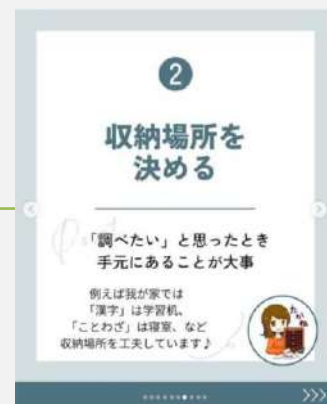 2
収納場所を
決める
「調べたい」と思ったとき
手元にあることが大事
例えば我が家では
「漢字」は学習机、
「ことわざ」は寝室、など
収納場所を工夫しています♪